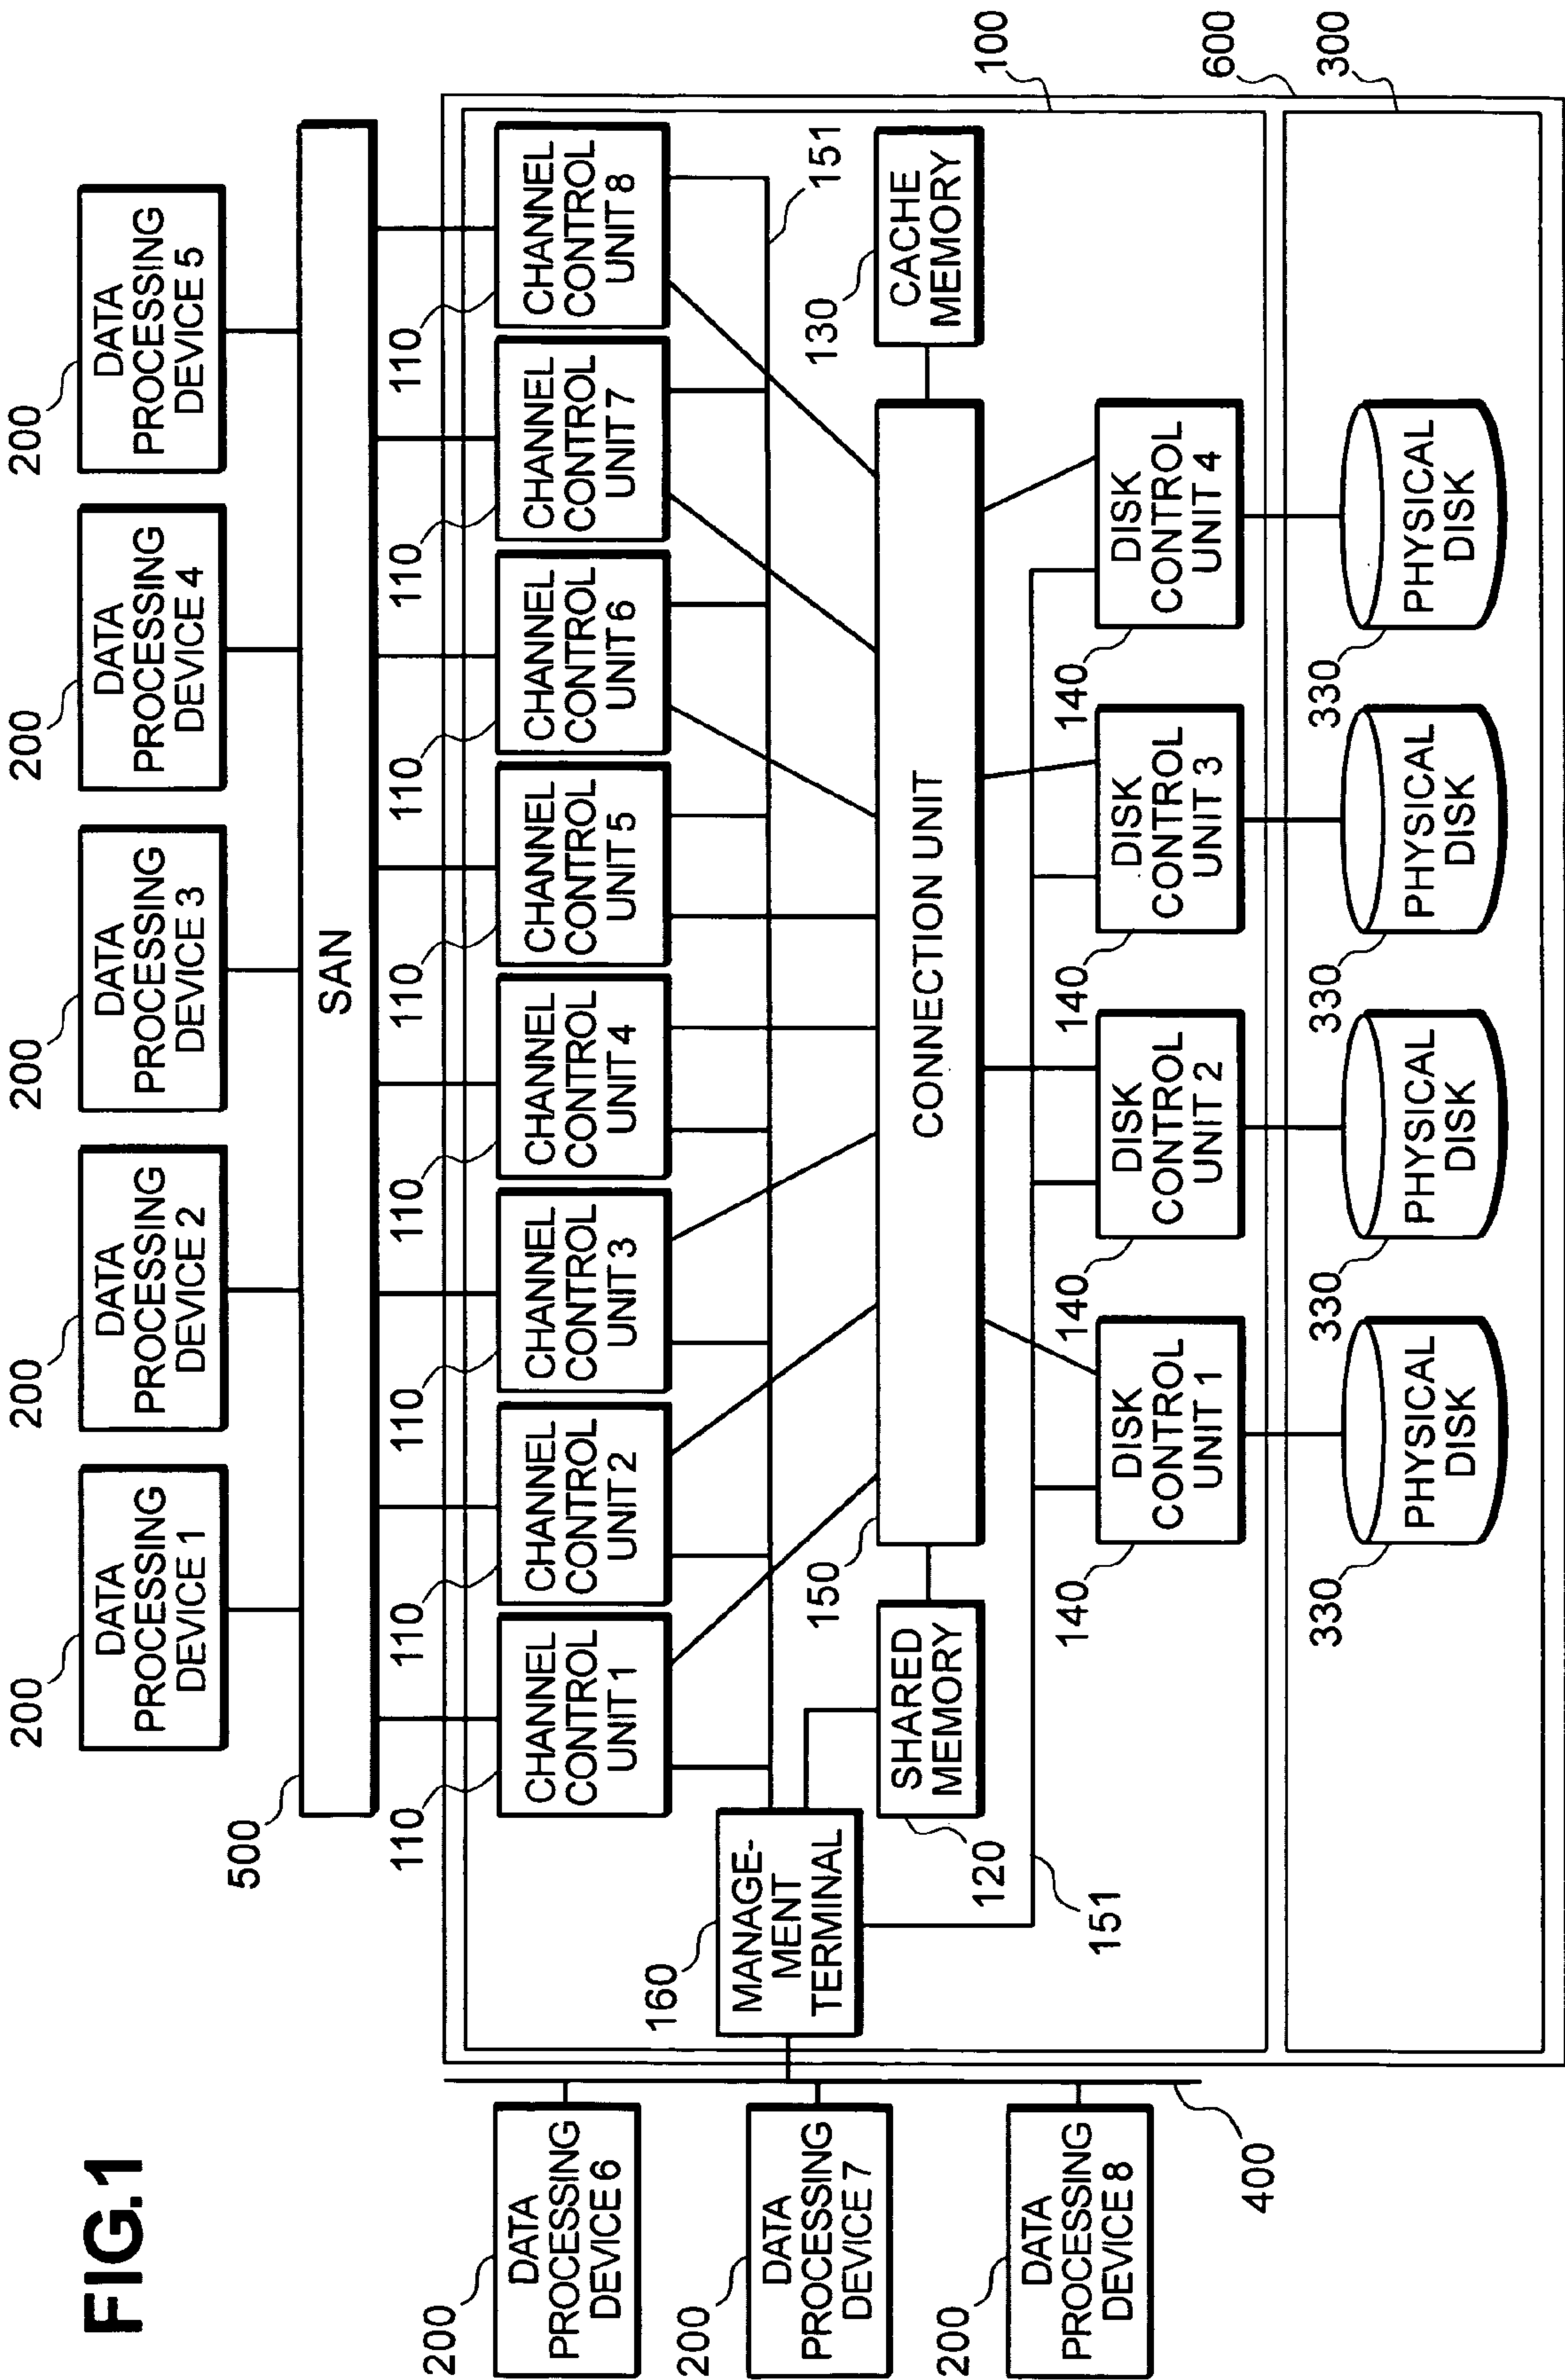 FIG.1
200
200
200
200
200
DATA
PROCESSING
DEVICE 1
DATA
PROCESSING
DEVICE 2
DATA
PROCESSING
DEVICE 3
DATA
PROCESSING
DEVICE 4
DATA
PROCESSING
DEVICE 5
500
SAN
110
110
110
110
110
110
110
110
CHANNEL
CONTROL
UNIT 1
CHANNEL
CONTROL
UNIT 2
CHANNEL
CONTROL
UNIT 3
CHANNEL
CONTROL
UNIT 4
CHANNEL
CONTROL
UNIT 5
CHANNEL
CONTROL
UNIT 6
CHANNEL
CONTROL
UNIT 7
CHANNEL
CONTROL
UNIT 8
200
DATA
PROCESSING
DEVICE 6
200
DATA
PROCESSING
DEVICE 7
200
DATA
PROCESSING
DEVICE 8
400
160
MANAGE-
MENT
TERMINAL
151
120
SHARED
MEMORY
150
CONNECTION UNIT
130
CACHE
MEMORY
151
100
140
DISK
CONTROL
UNIT 1
140
DISK
CONTROL
UNIT 2
140
DISK
CONTROL
UNIT 3
140
DISK
CONTROL
UNIT 4
600
300
330
PHYSICAL
DISK
330
PHYSICAL
DISK
330
PHYSICAL
DISK
330
PHYSICAL
DISK